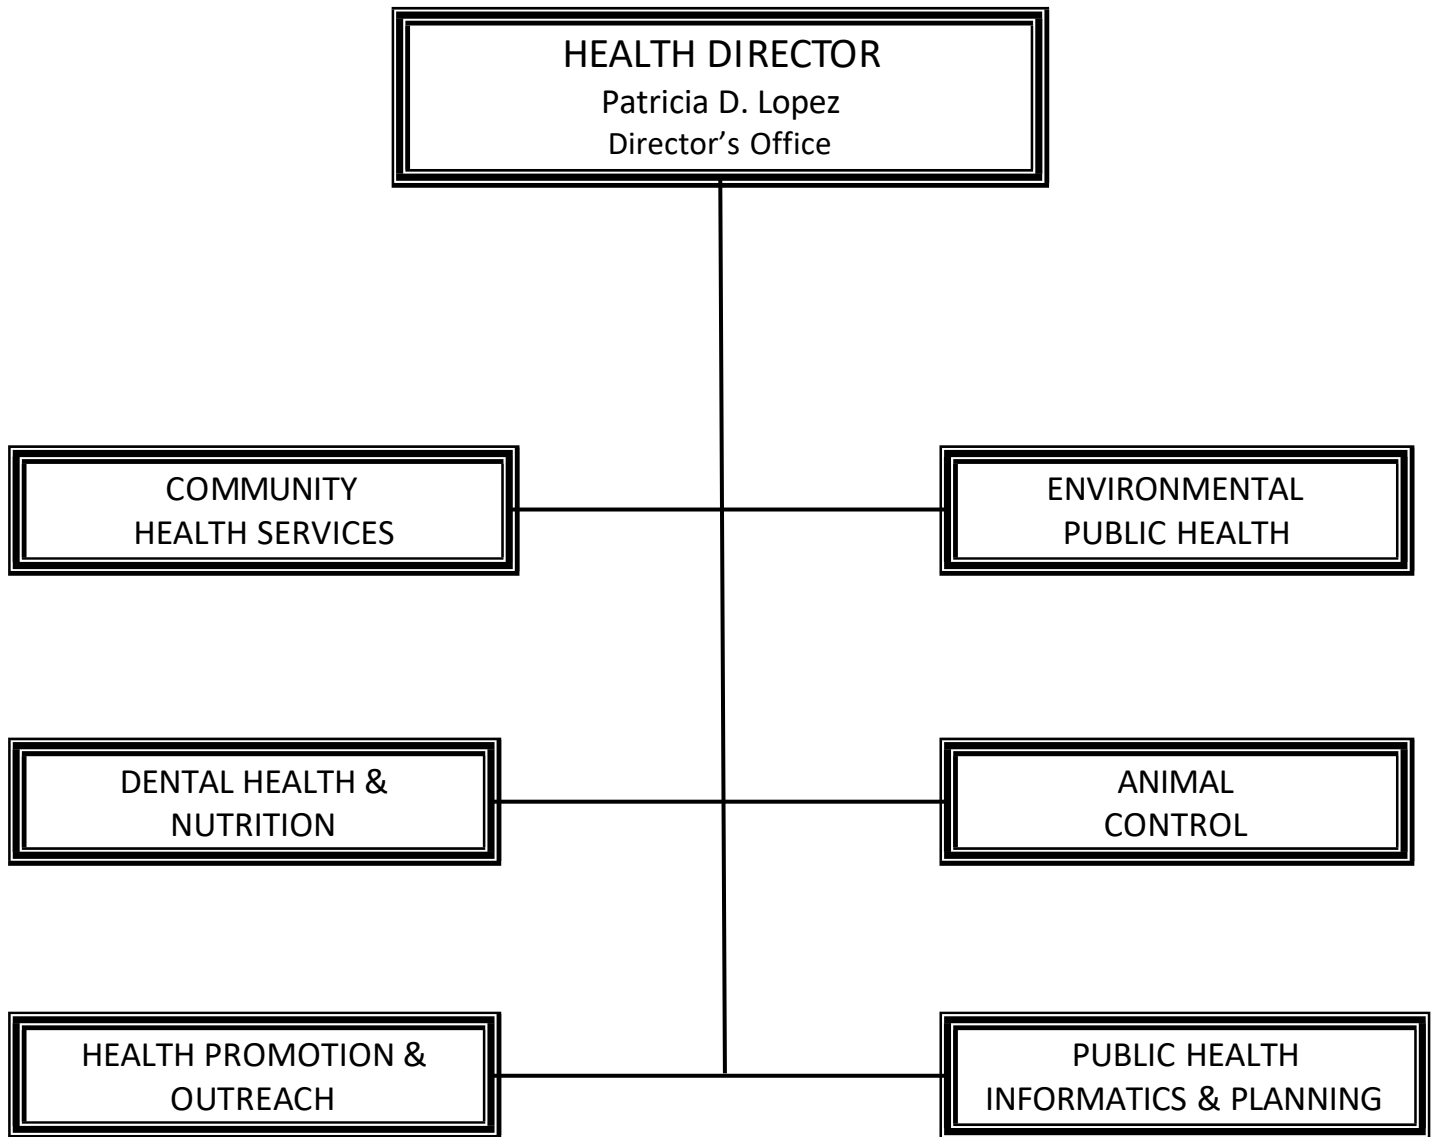 HEALTH DIRECTOR
Patricia D. Lopez
Director’s Office
COMMUNITY
HEALTH SERVICES
ENVIRONMENTAL
PUBLIC HEALTH
DENTAL HEALTH &
NUTRITION
ANIMAL
CONTROL
HEALTH PROMOTION &
OUTREACH
PUBLIC HEALTH
INFORMATICS & PLANNING